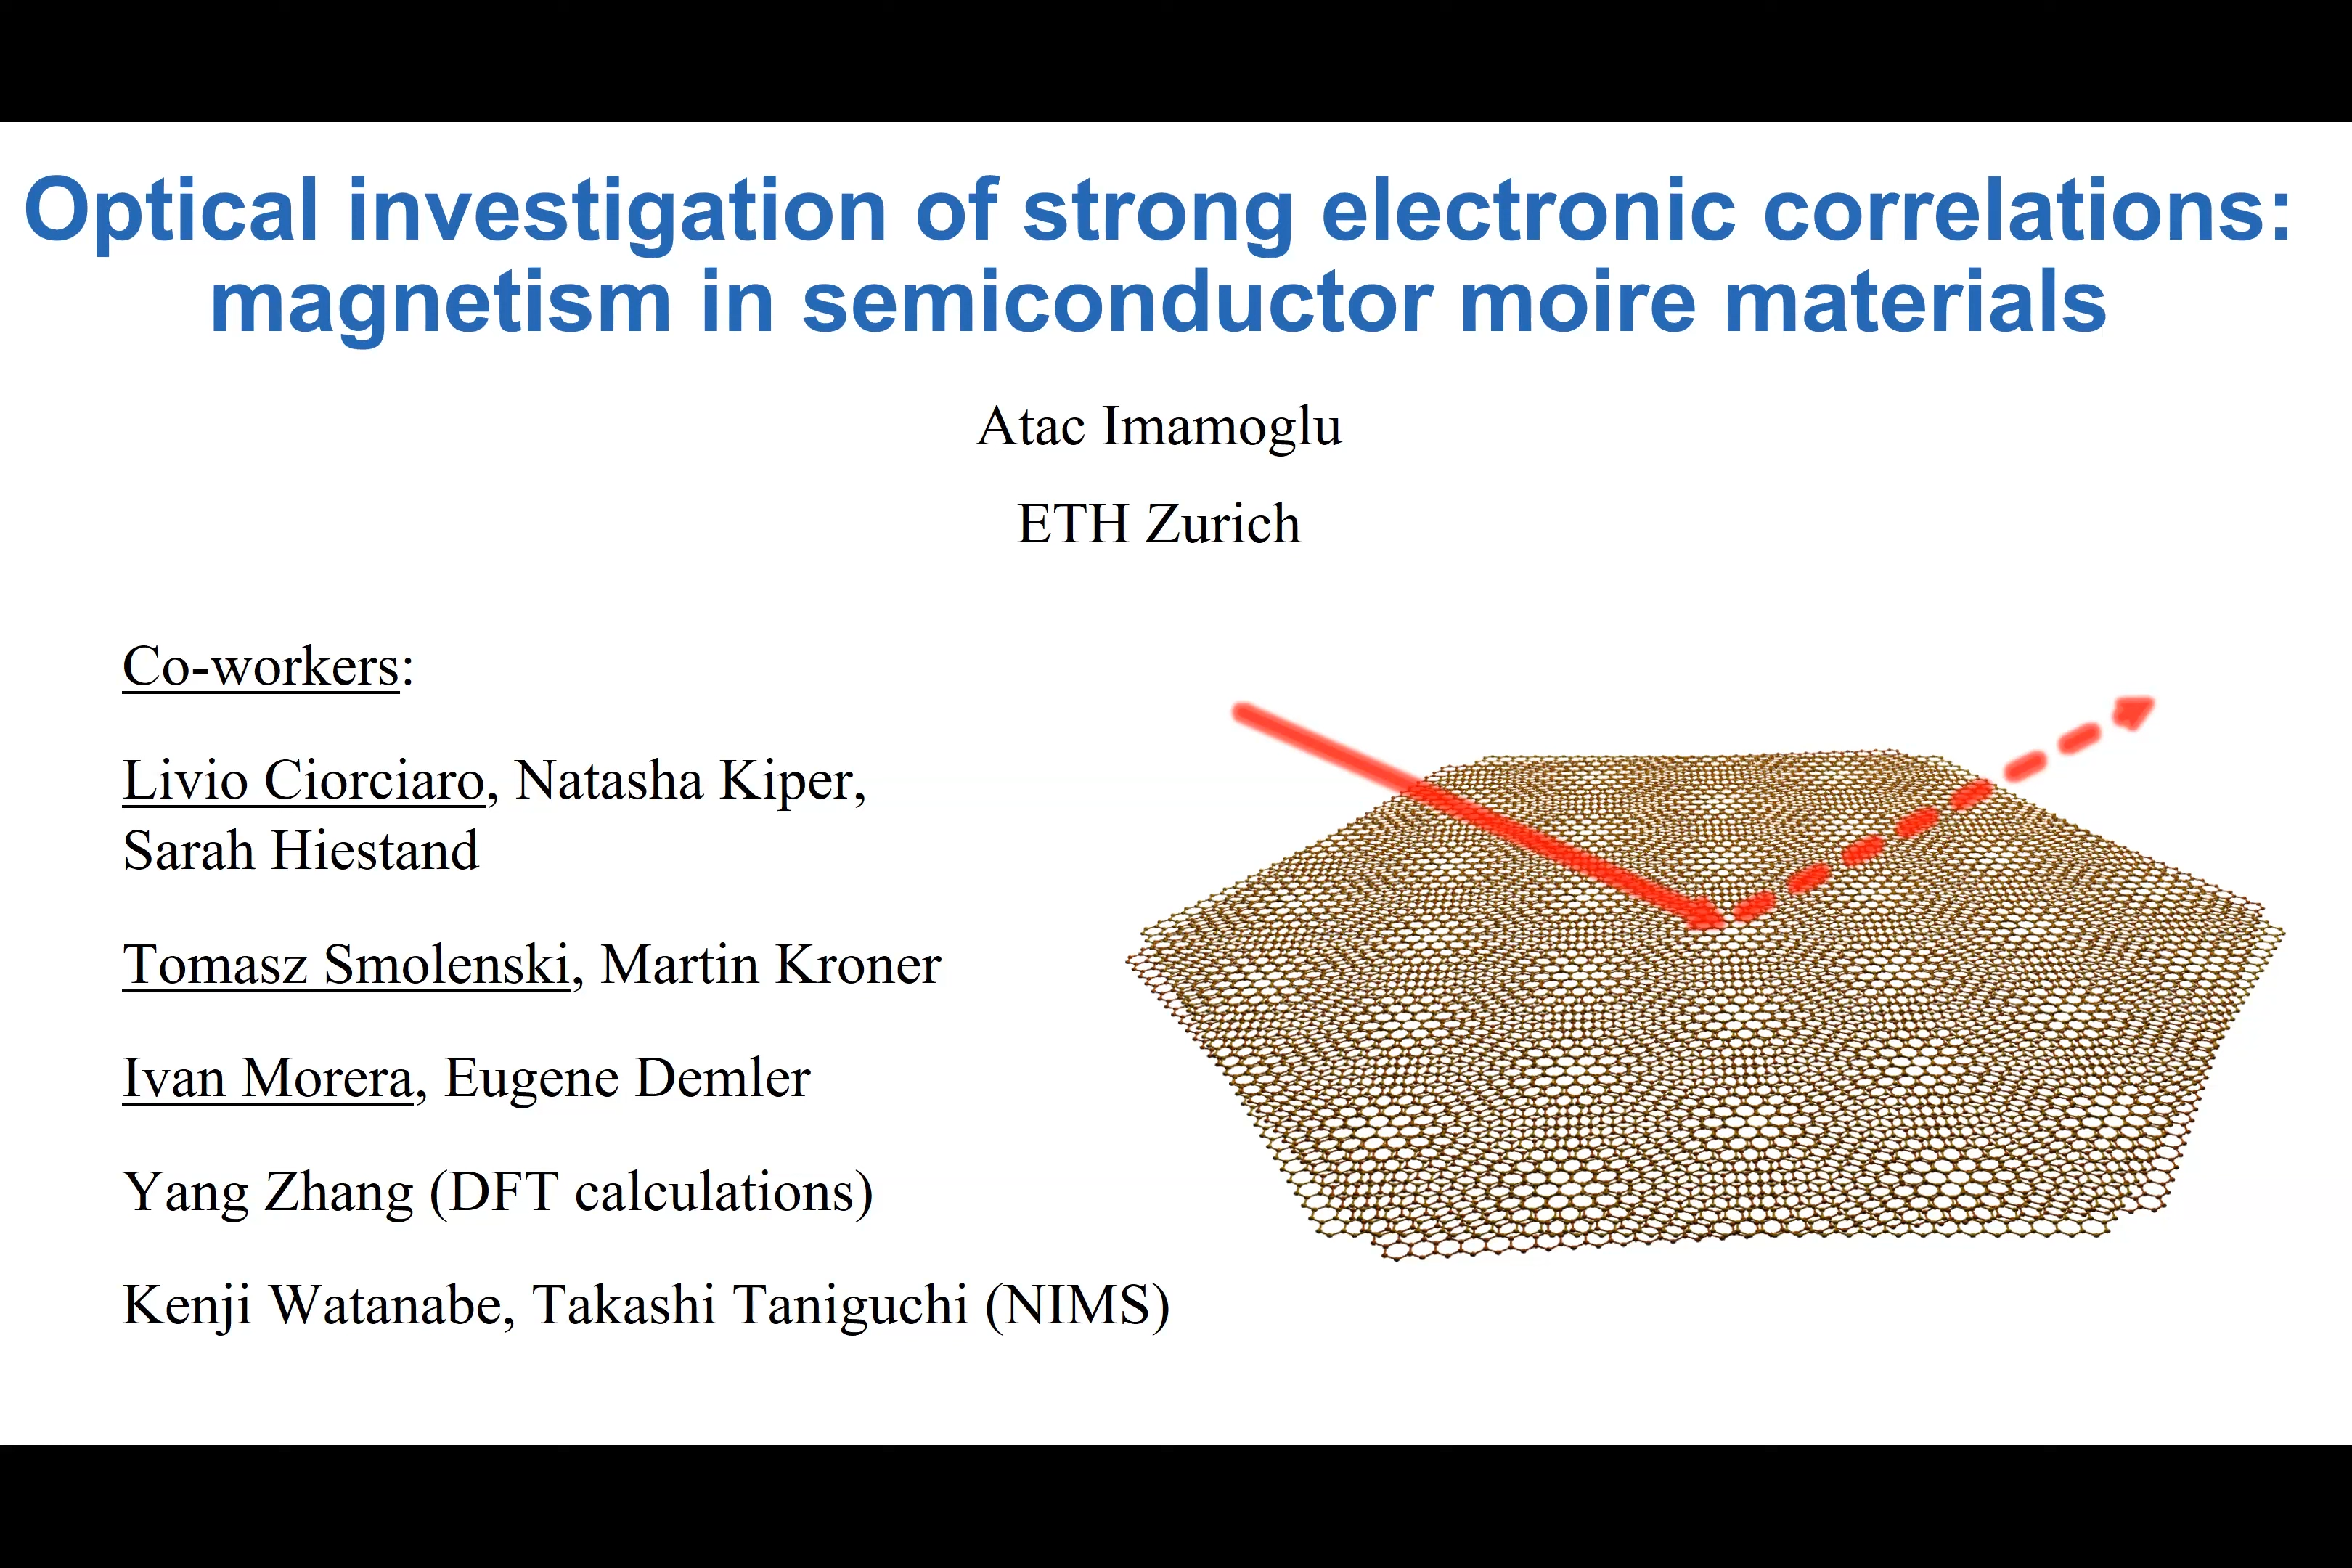 Optical investigation of strong electronic correlations:
magnetism in semiconductor moire materials
Atac Imamoglu
ETH Zurich
Co-workers:
Livio Ciorciaro, Natasha Kiper,
Sarah Hiestand
Tomasz Smolenski, Martin Kroner
Ivan Morera, Eugene Demler
Yang Zhang (DFT calculations)
Kenji Watanabe, Takashi Taniguchi (NIMS)